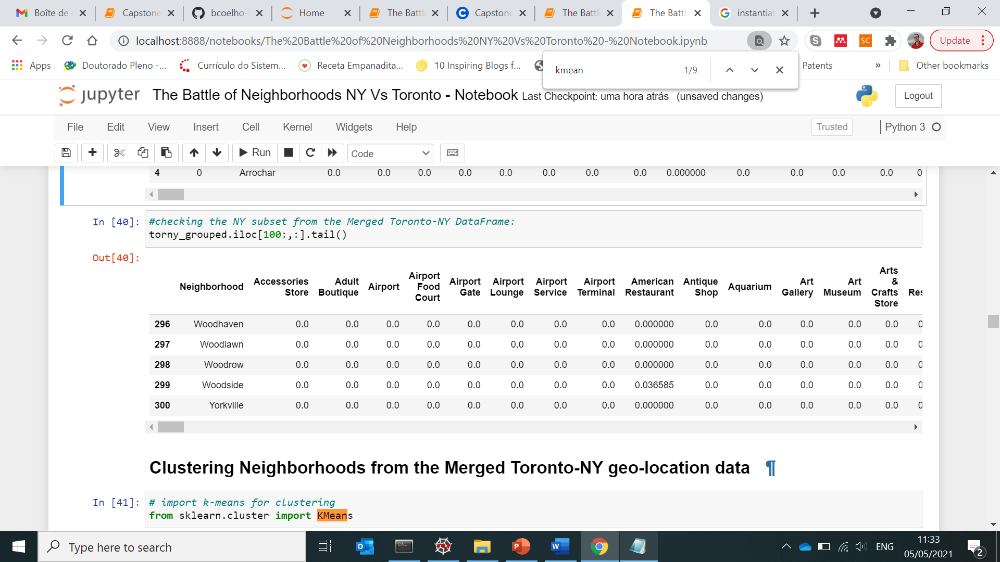 Boîte de
Capstone
bcoelho-
Home
The Battl
Capstone
The Battl
The Battl
instantiat
localhost:8888/notebooks/The%20Battle%20of%20Neighborhoods%20NY%20Vs%20Toronto%20-%20Notebook.ipynb
SC
Update
Apps
Doutorado Pleno -...
Currículo do Sistem...
Receta Empanadita...
10 Inspiring Blogs f...
Patents
»
Other bookmarks
kmean
1/9
jupyter
The Battle of Neighborhoods NY Vs Toronto - Notebook Last Checkpoint: uma hora atrás (unsaved changes)
Logout
File Edit View Insert Cell Kernel Widgets Help
Trusted
Python 3
Run
Code
4 0 Arrochar 0.0 0.0 0.0 0.0 0.0 0.0 0.0 0.0 0.000000 0.0 0.0 0.0 0.0 0
In [40]:
#checking the NY subset from the Merged Toronto-NY DataFrame:
torny_grouped.iloc[100:,:].tail()
Out[40]:
Neighborhood Accessories Store Adult Boutique Airport Airport Food Court Airport Gate Airport Lounge Airport Service Airport Terminal American Restaurant Antique Shop Aquarium Art Gallery Art Museum Arts & Crafts Store Res
296 Woodhaven 0.0 0.0 0.0 0.0 0.0 0.0 0.0 0.0 0.000000 0.0 0.0 0.0 0.0 0.0 0
297 Woodlawn 0.0 0.0 0.0 0.0 0.0 0.0 0.0 0.0 0.000000 0.0 0.0 0.0 0.0 0.0 0
298 Woodrow 0.0 0.0 0.0 0.0 0.0 0.0 0.0 0.0 0.000000 0.0 0.0 0.0 0.0 0.0 0
299 Woodside 0.0 0.0 0.0 0.0 0.0 0.0 0.0 0.0 0.036585 0.0 0.0 0.0 0.0 0.0 0
300 Yorkville 0.0 0.0 0.0 0.0 0.0 0.0 0.0 0.0 0.000000 0.0 0.0 0.0 0.0 0.0 0
Clustering Neighborhoods from the Merged Toronto-NY geo-location data ¶
In [41]:
# import k-means for clustering
from sklearn.cluster import KMeans
Type here to search
ENG
11:33
05/05/2021
2